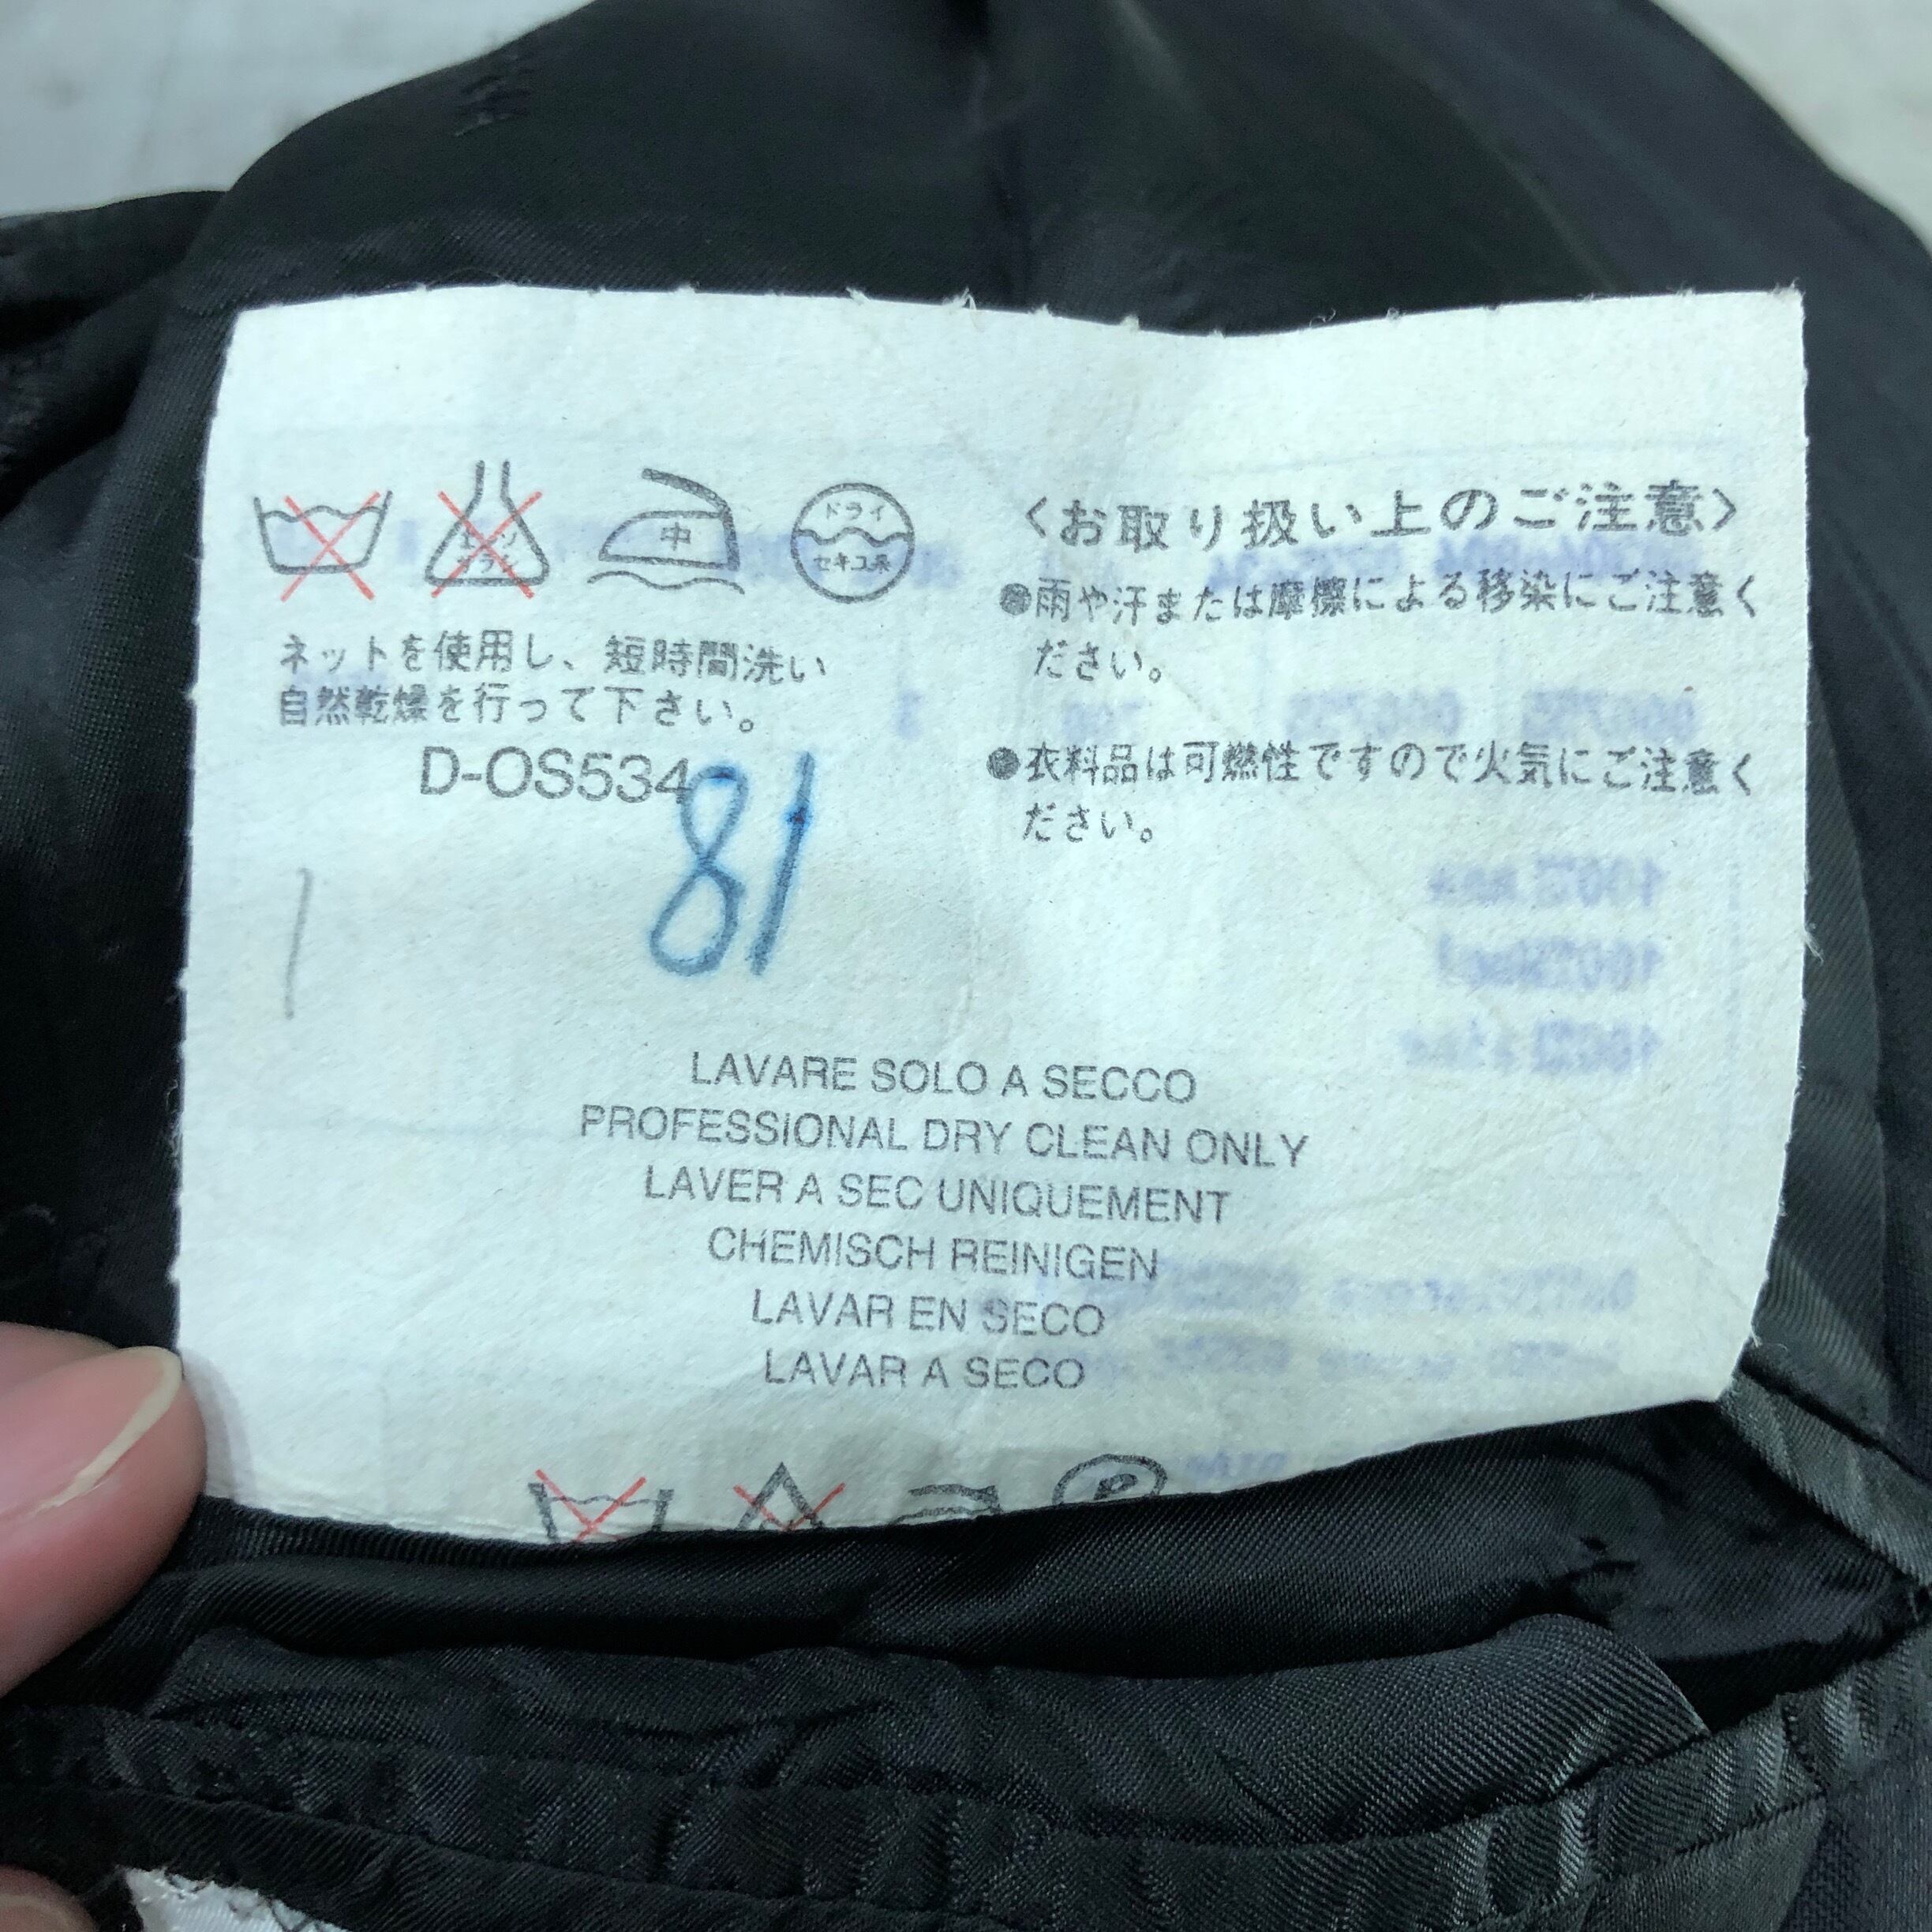 中
ドライ
セキユ系
ネットを使用し、短時間洗い
自然乾燥を行って下さい。
D-OS534
81
〈お取り扱い上のご注意〉
●雨や汗または摩擦による移染にご注意く
ださい。
●衣料品は可燃性ですので火気にご注意く
ださい。
LAVARE SOLO A SECCO
PROFESSIONAL DRY CLEAN ONLY
LAVER A SEC UNIQUEMENT
CHEMISCH REINIGEN
LAVAR EN SECO
LAVAR A SECO
P